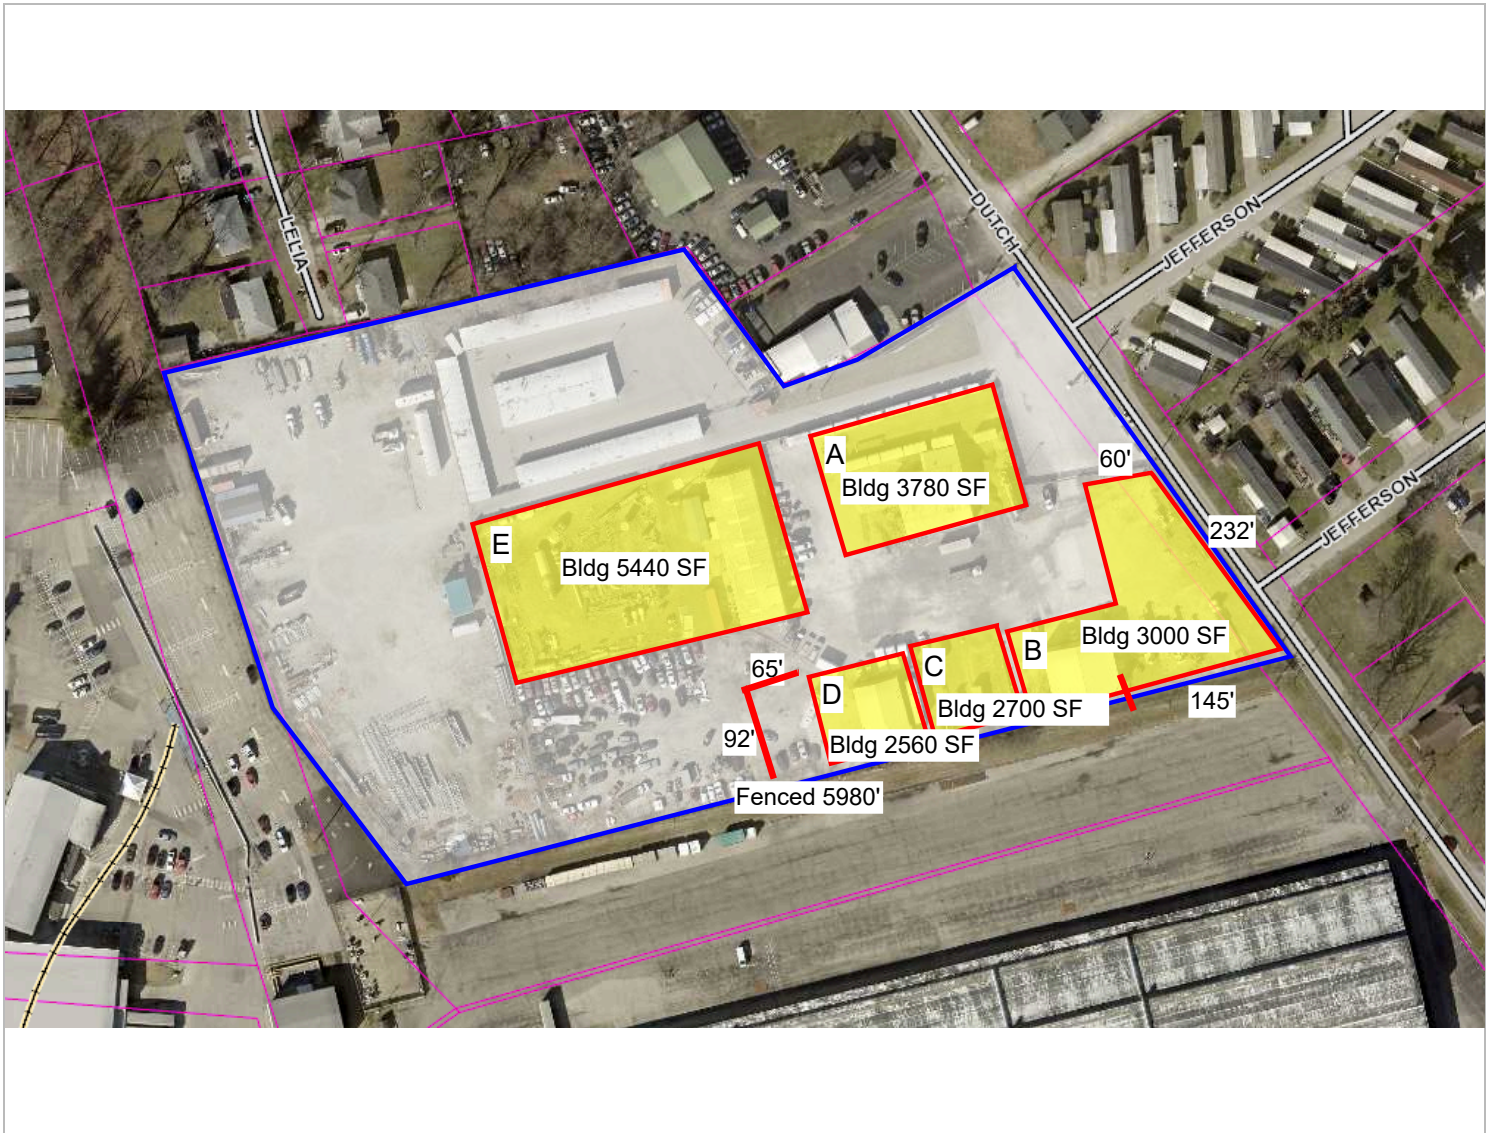 LELIA
DUTCH
JEFFERSON
A
Bldg 3780 SF
60'
232'
JEFFERSON
E
Bldg 5440 SF
B
Bldg 3000 SF
C
Bldg 2700 SF
145'
65'
D
92'
Bldg 2560 SF
Fenced 5980'